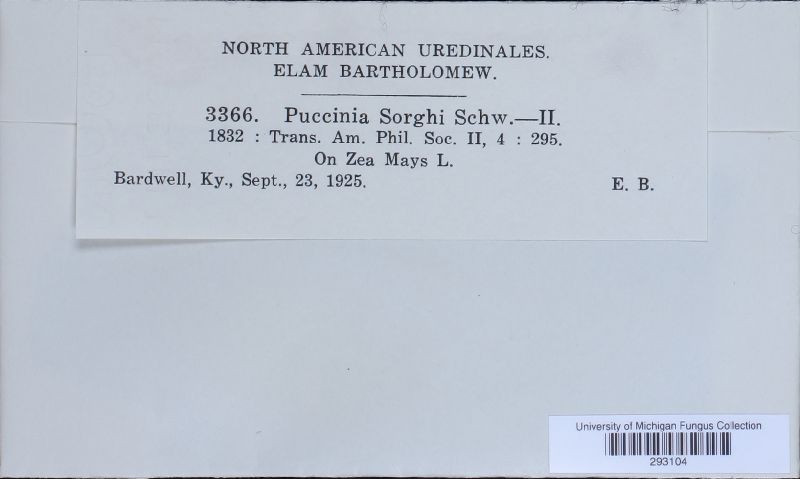 NORTH AMERICAN UREDINALES.
ELAM BARTHOLOMEW.
3366. Puccinia Sorghi Schw.—II.
1832 : Trans. Am. Phil. Soc. II, 4 : 295.
On Zea Mays L.
Bardwell, Ky., Sept., 23, 1925. E. B.
University of Michigan Fungus Collection
293104